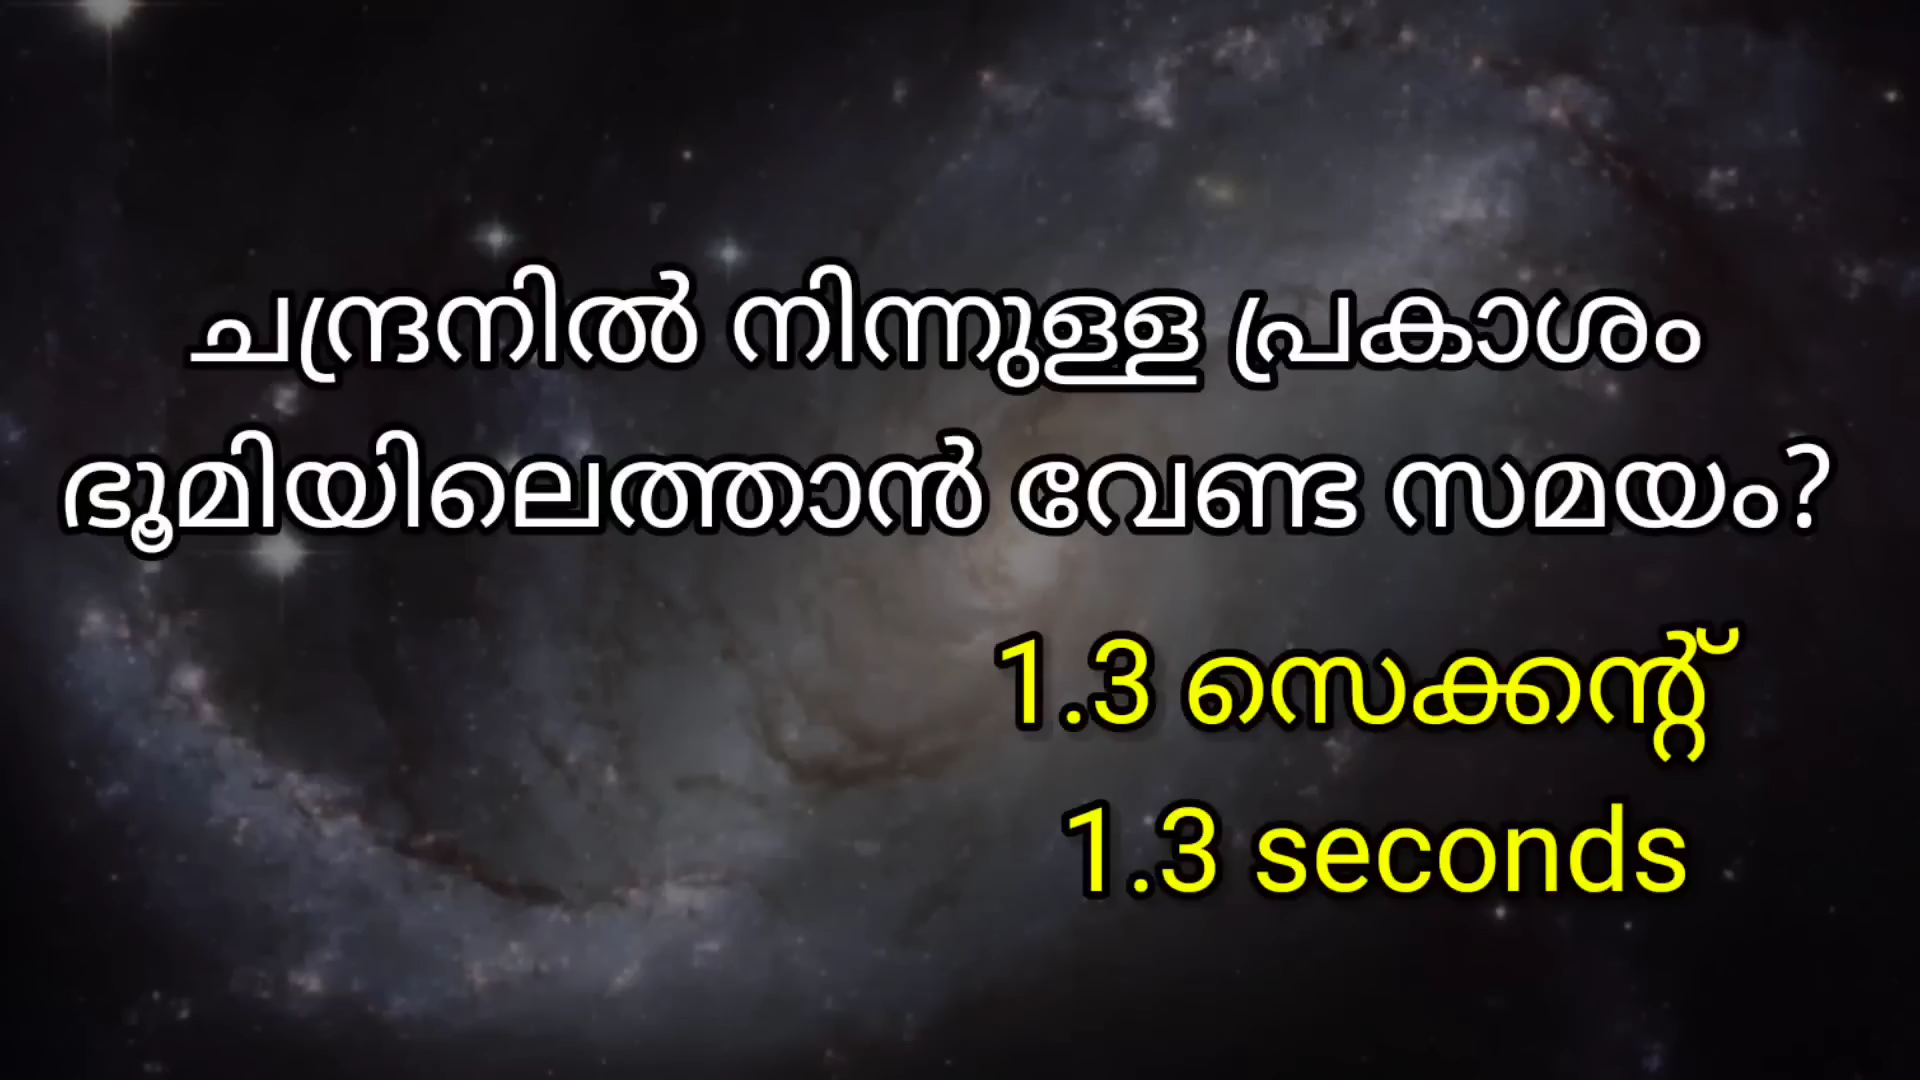 ചന്ദ്രനിൽ നിന്നുള്ള പ്രകാശം
ഭൂമിയിലെത്താൻ വേണ്ട സമയം?
1.3 സെക്കന്റ്
1.3 seconds